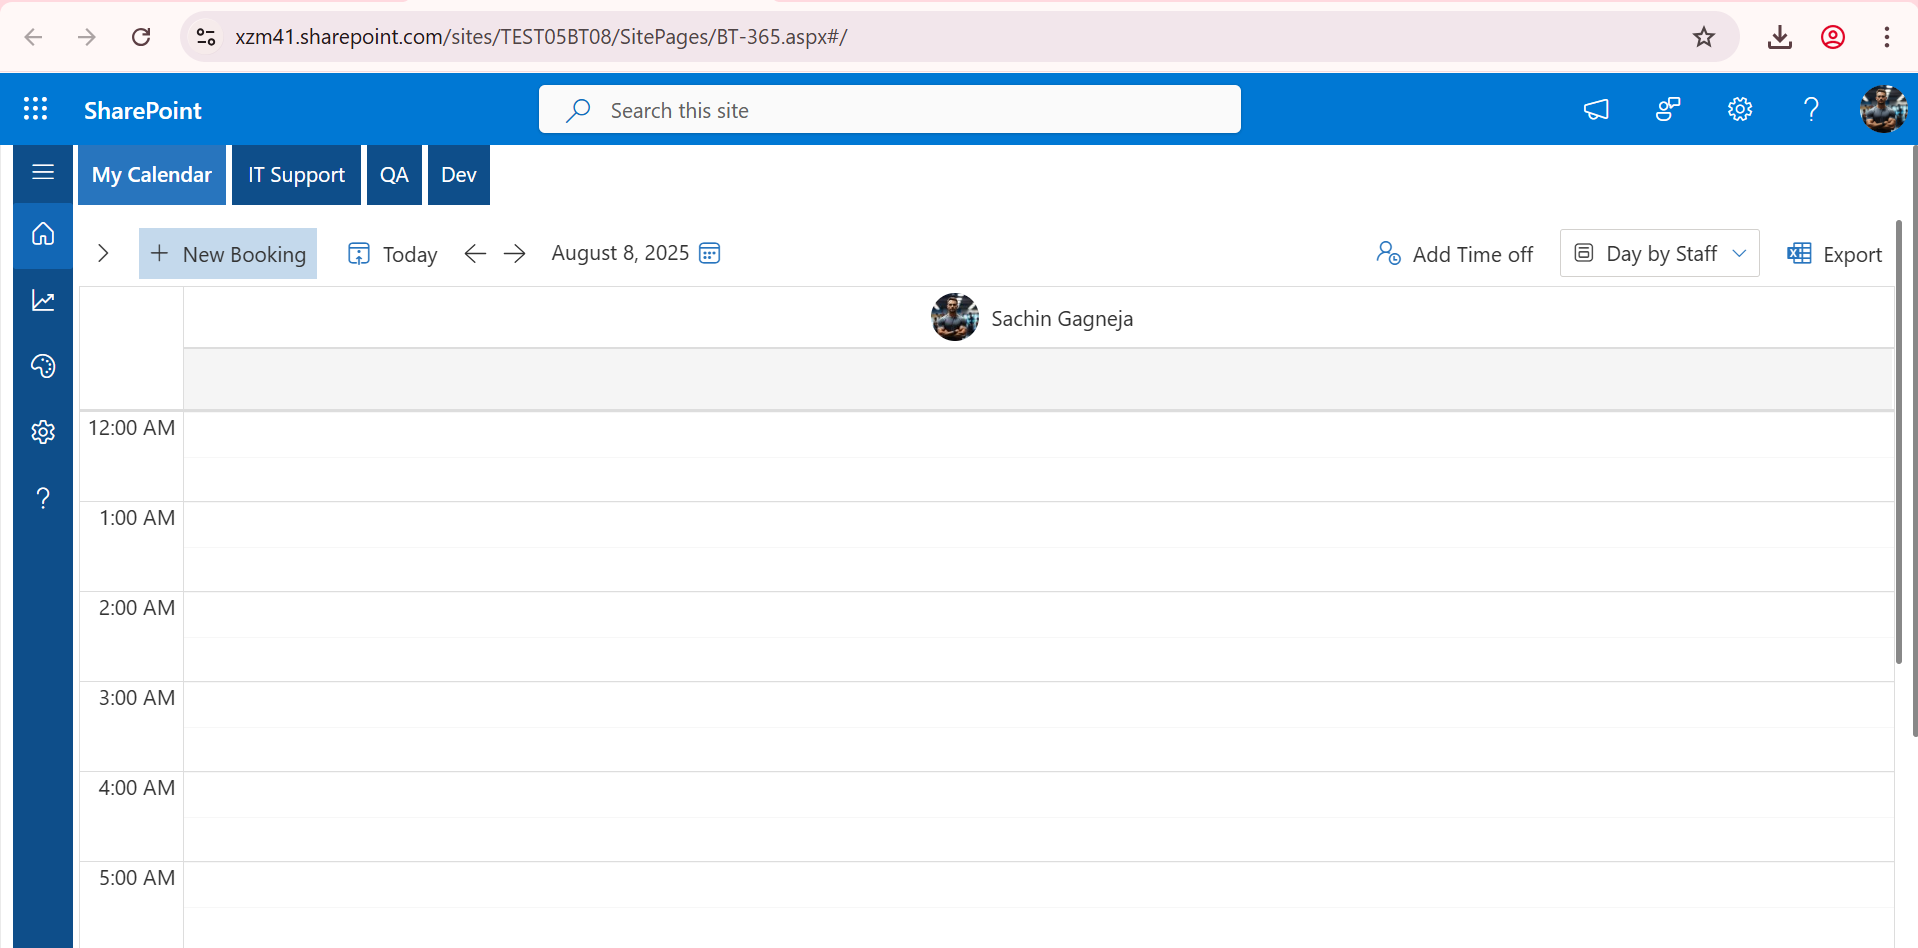 xzm41.sharepoint.com/sites/TEST05BT08/SitePages/BT-365.aspx#/
SharePoint
Search this site
My Calendar
IT Support
QA
Dev
New Booking
Today
August 8, 2025
Add Time off
Day by Staff
Export
Sachin Gagneja
12:00 AM
1:00 AM
2:00 AM
3:00 AM
4:00 AM
5:00 AM